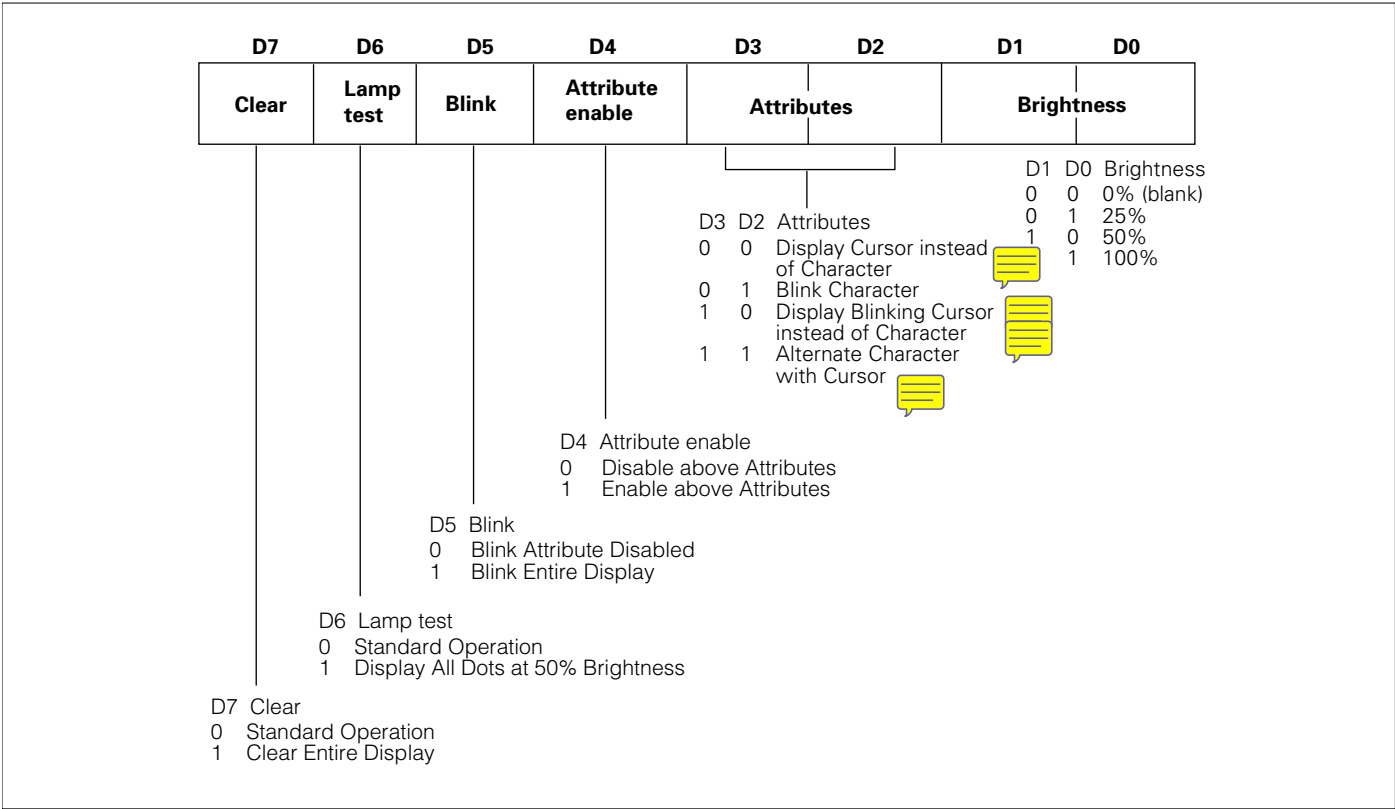 D7 D6 D5 D4 D3 D2 D1 D0
Clear
Lamp
test
Blink
Attribute
enable
Attributes
Brightness
D1 D0 Brightness
0 0 0% (blank)
0 1 25%
1 0 50%
1 100%
D3 D2 Attributes
0 0 Display Cursor instead
of Character
0 1 Blink Character
1 0 Display Blinking Cursor
instead of Character
1 1 Alternate Character
with Cursor
D4 Attribute enable
0 Disable above Attributes
1 Enable above Attributes
D5 Blink
0 Blink Attribute Disabled
1 Blink Entire Display
D6 Lamp test
0 Standard Operation
1 Display All Dots at 50% Brightness
D7 Clear
0 Standard Operation
1 Clear Entire Display